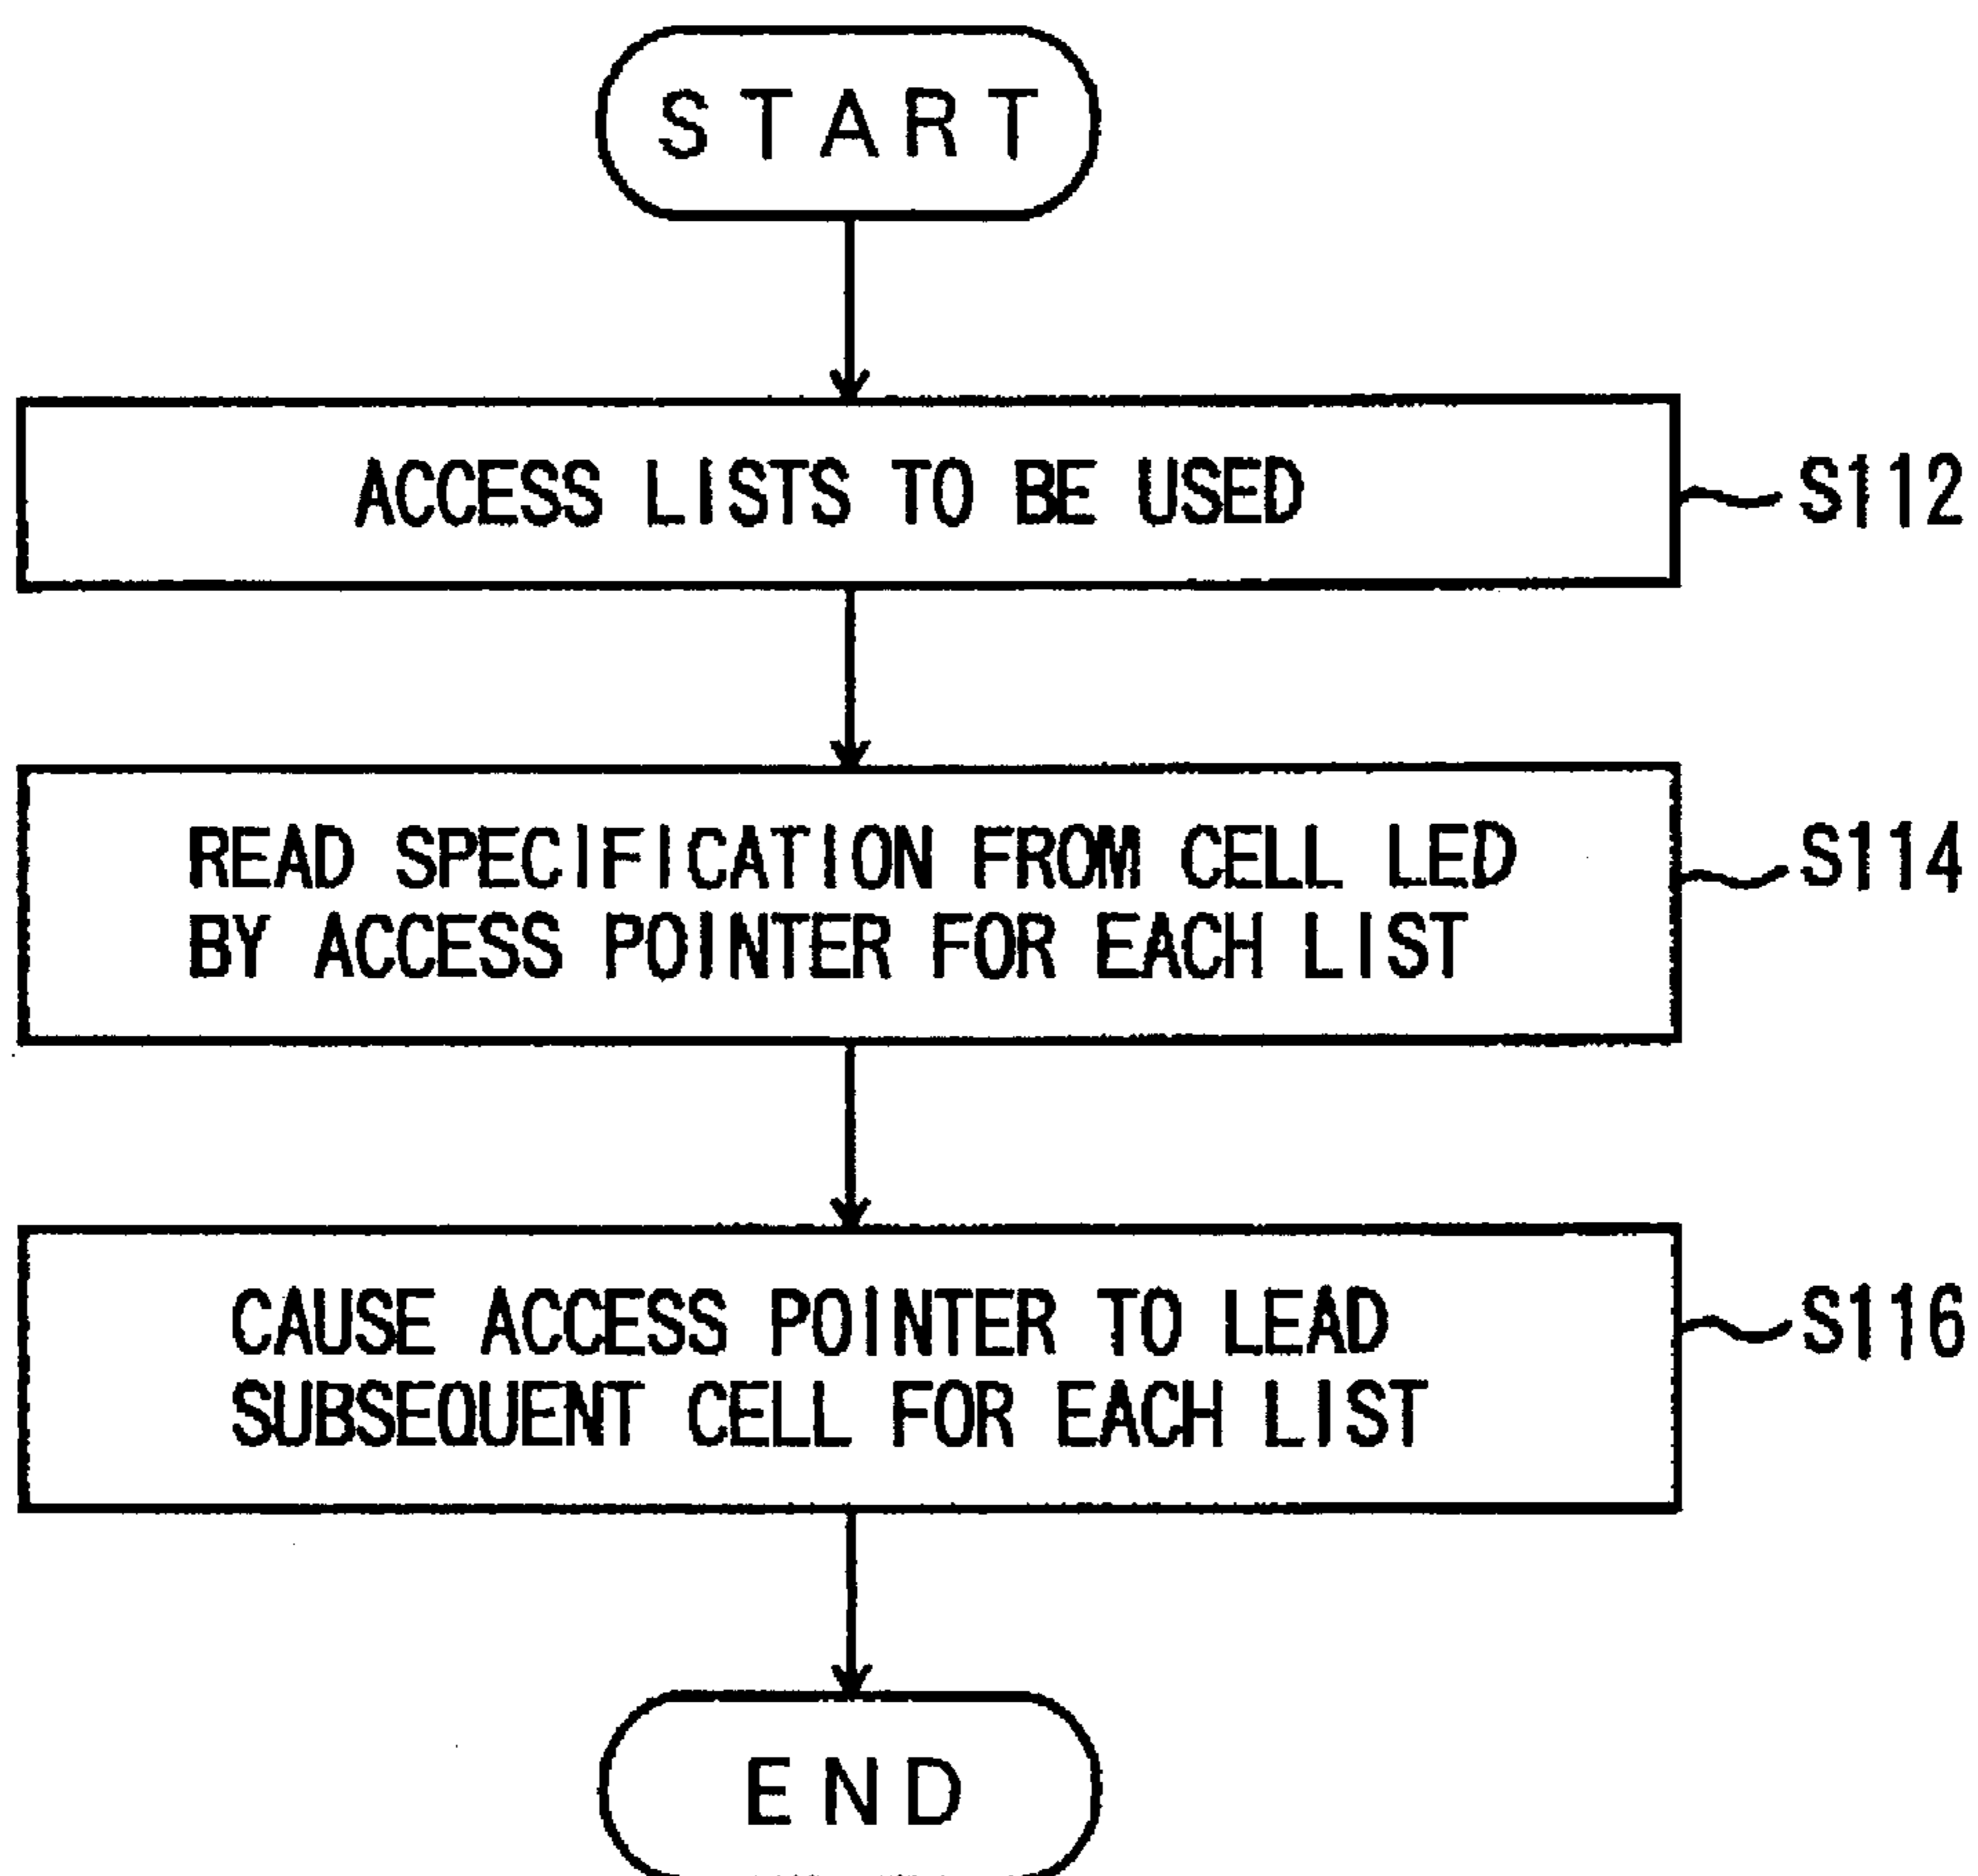 START
ACCESS LISTS TO BE USED
S112
READ SPECIFICATION FROM CELL LED
BY ACCESS POINTER FOR EACH LIST
S114
CAUSE ACCESS POINTER TO LEAD
SUBSEQUENT CELL FOR EACH LIST
S116
END